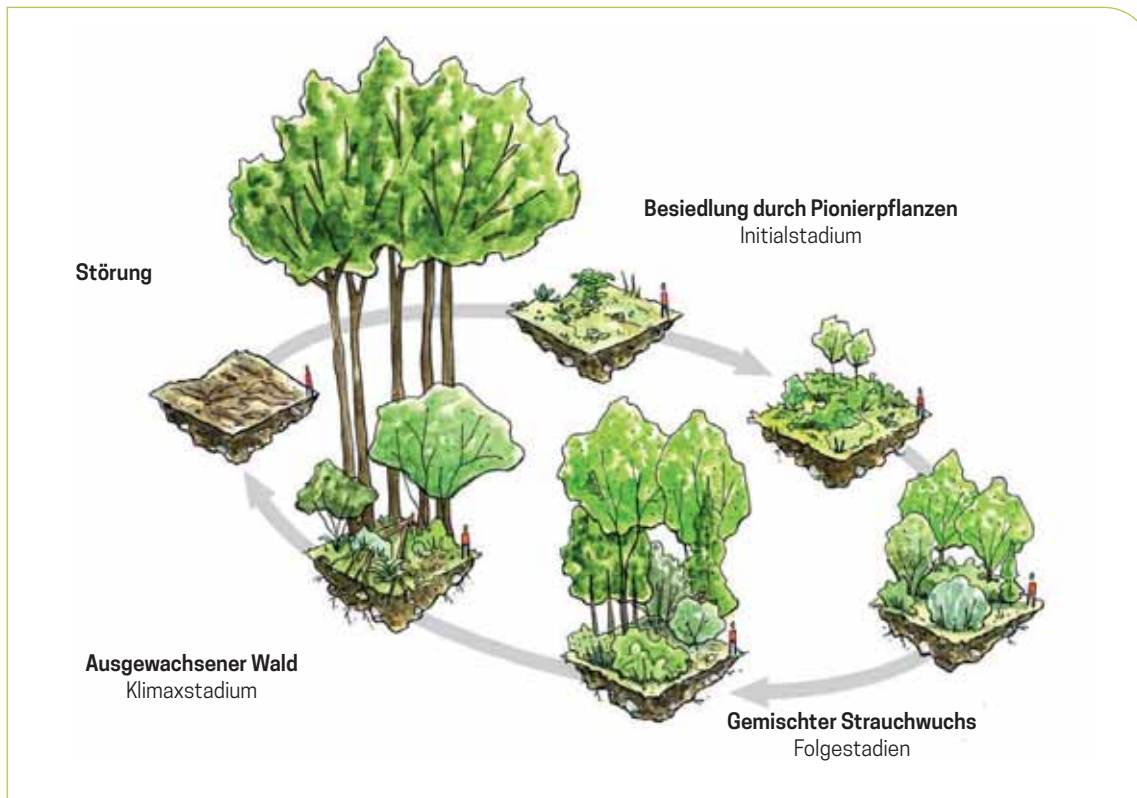 Besiedlung durch Pionierpflanzen
Initialstadium
Störung
Ausgewachsener Wald
Klimaxstadium
Gemischter Strauchwuchs
Folgestadien